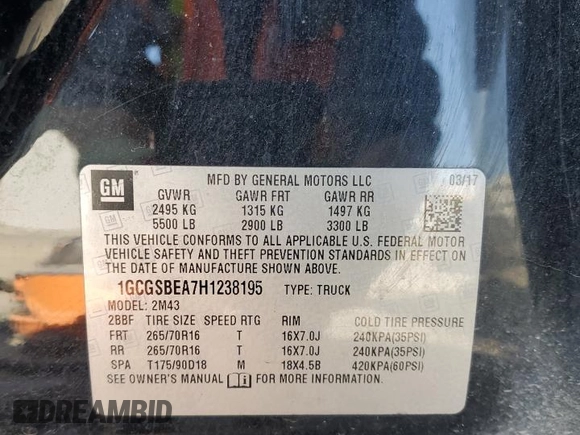 GM
MFD BY GENERAL MOTORS LLC 03/17
GVWR GAWR FRT GAWR RR
2495 KG 1315 KG 1497 KG
5500 LB 2900 LB 3300 LB
THIS VEHICLE CONFORMS TO ALL APPLICABLE U.S. FEDERAL MOTOR
VEHICLE SAFETY AND THEFT PREVENTION STANDARDS IN EFFECT ON
THE DATE OF MANUFACTURE SHOWN ABOVE.
1GCGSBEA7H1238195 TYPE: TRUCK
MODEL: 2M43
2BBF TIRE SIZE SPEED RTG RIM COLD TIRE PRESSURE
FRT 265/70R16 T 16X7.0J 240KPA(35PSI)
RR 265/70R16 T 16X7.0J 240KPA(35PSI)
SPA T175/90D18 M 18X4.5B 420KPA(60PSI)
SEE OWNER'S MANUAL FOR MORE INFORMATION
DREAMBID